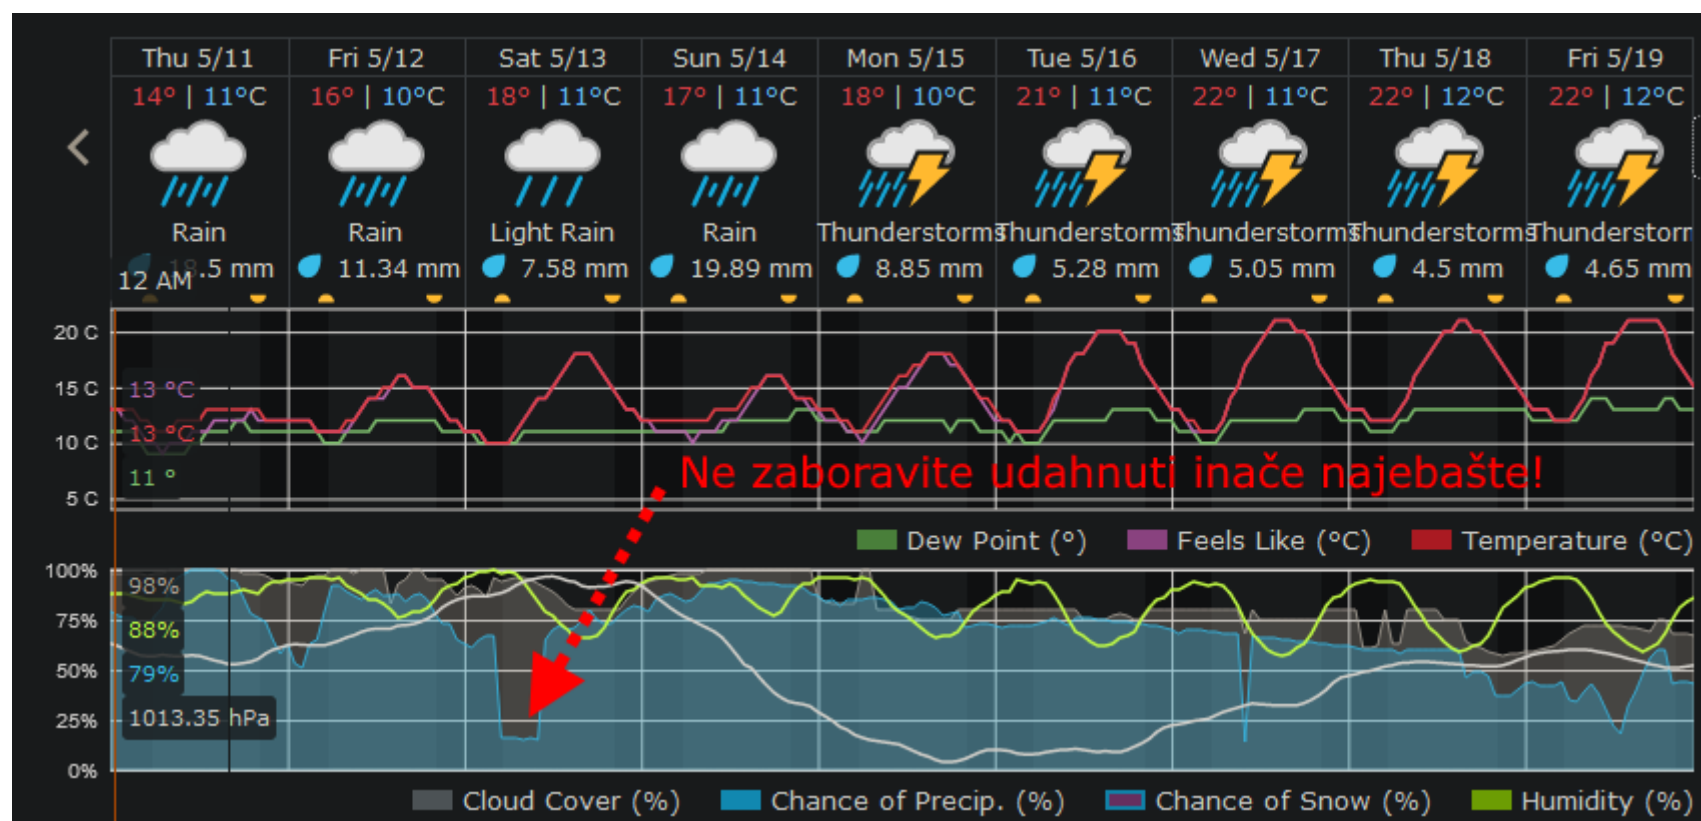 Thu 5/11 Fri 5/12 Sat 5/13 Sun 5/14 Mon 5/15 Tue 5/16 Wed 5/17 Thu 5/18 Fri 5/19
14° | 11°C 16° | 10°C 18° | 11°C 17° | 11°C 18° | 10°C 21° | 11°C 22° | 11°C 22° | 12°C 22° | 12°C
Rain Rain Light Rain Rain Thunderstorms Thunderstorms Thunderstorms Thunderstorms Thunderstorm
12 AM .5 mm 11.34 mm 7.58 mm 19.89 mm 8.85 mm 5.28 mm 5.05 mm 4.5 mm 4.65 mm
20 C
15 C 13 °C
10 C 13 °C
11 °
Ne zaboravite udahnuti inače najebašte!
5 C
Dew Point (°) Feels Like (°C) Temperature (°C)
100%
98%
75% 88%
50% 79%
25% 1013.35 hPa
0%
Cloud Cover (%) Chance of Precip. (%) Chance of Snow (%) Humidity (%)